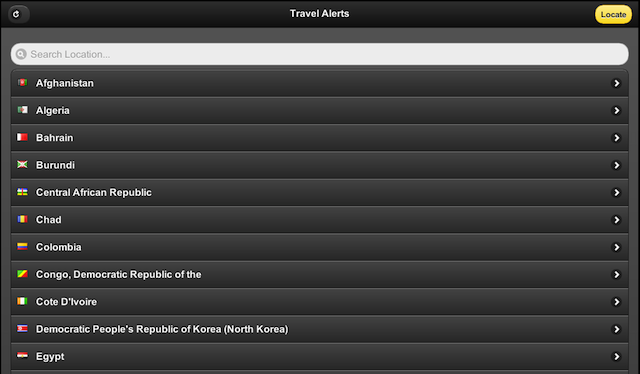 Travel Alerts
Locate
Search Location...
Afghanistan
Algeria
Bahrain
Burundi
Central African Republic
Chad
Colombia
Congo, Democratic Republic of the
Cote D'Ivoire
Democratic People's Republic of Korea (North Korea)
Egypt